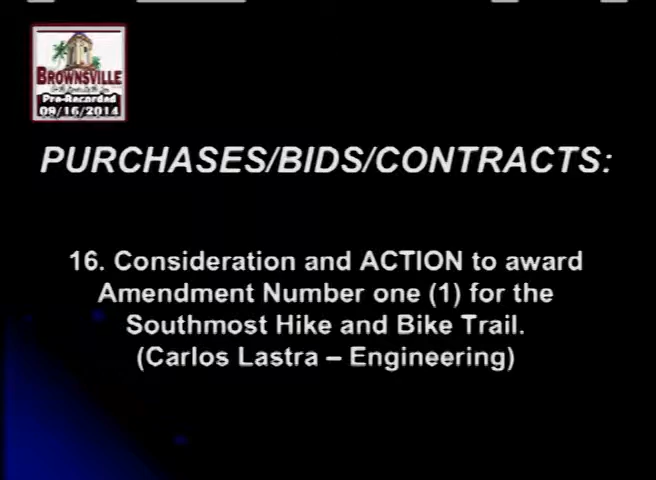 BROWNSVILLE
Pre-Recorded
09/16/2014
PURCHASES/BIDS/CONTRACTS:
16. Consideration and ACTION to award
Amendment Number one (1) for the
Southmost Hike and Bike Trail.
(Carlos Lastra – Engineering)